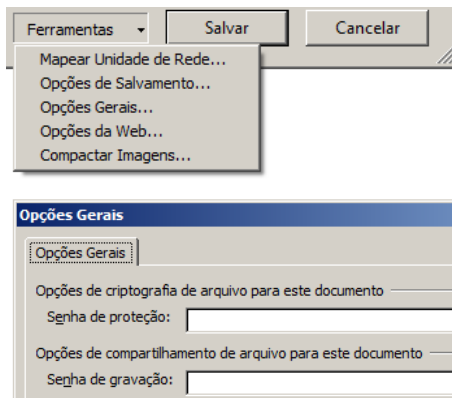 Ferramentas Salvar Cancelar
Mapear Unidade de Rede...
Opções de Salvamento...
Opções Gerais...
Opções da Web...
Compactar Imagens...
Opções Gerais
Opções Gerais
Opções de criptografia de arquivo para este documento
Senha de proteção:
Opções de compartilhamento de arquivo para este documento
Senha de gravação: